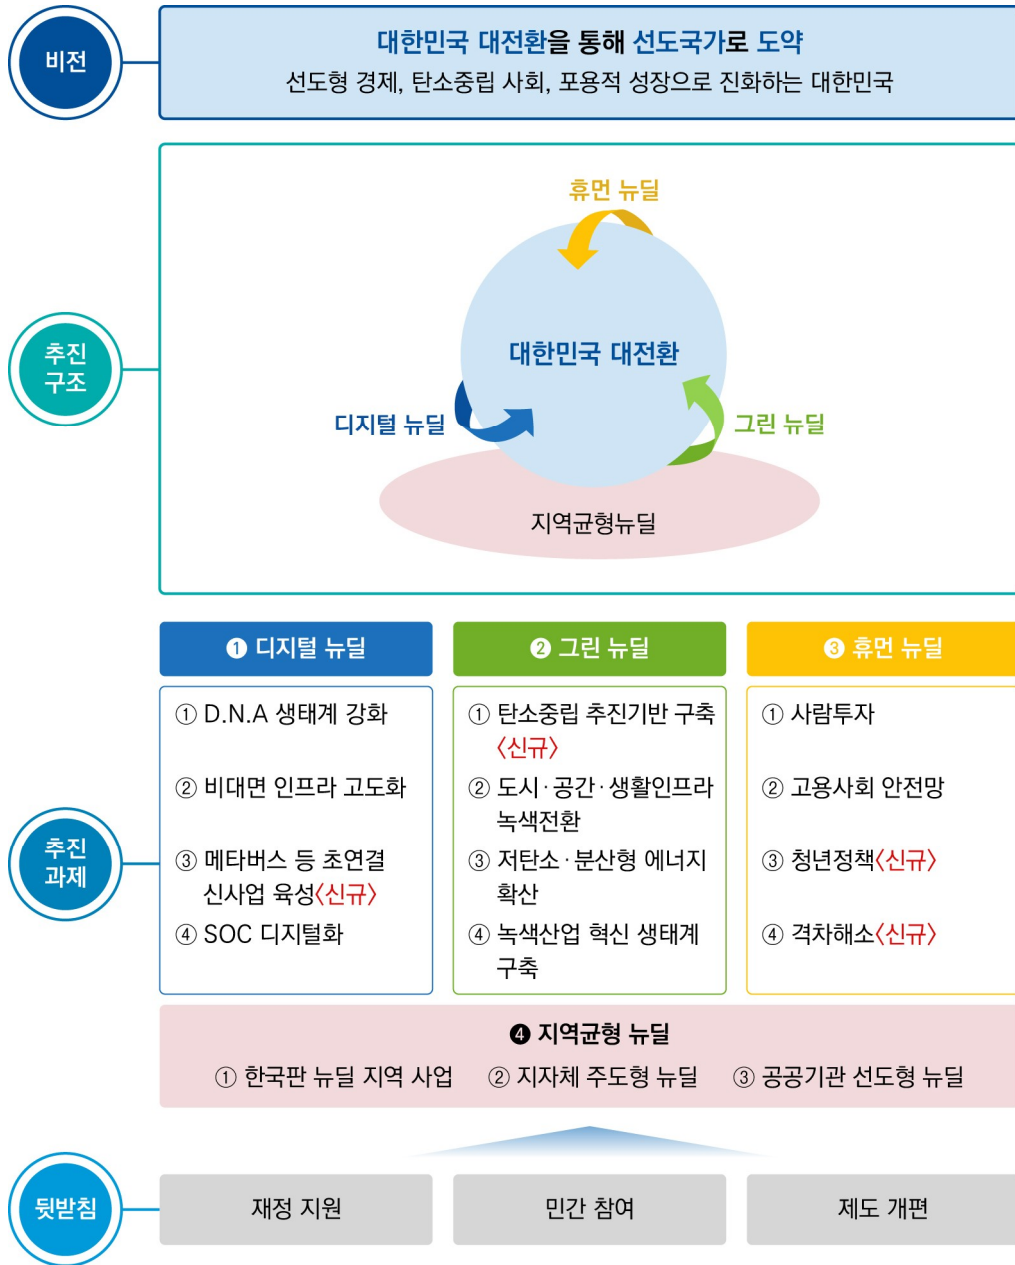 비전
대한민국 대전환을 통해 선도국가로 도약
선도형 경제, 탄소중립 사회, 포용적 성장으로 진화하는 대한민국
추진
구조
휴먼 뉴딜
대한민국 대전환
디지털 뉴딜
그린 뉴딜
지역균형뉴딜
추진
과제
❶ 디지털 뉴딜
① D.N.A 생태계 강화
② 비대면 인프라 고도화
③ 메타버스 등 초연결
신사업 육성〈신규〉
④ SOC 디지털화
❷ 그린 뉴딜
① 탄소중립 추진기반 구축
〈신규〉
② 도시·공간·생활인프라
녹색전환
③ 저탄소·분산형 에너지
확산
④ 녹색산업 혁신 생태계
구축
❸ 휴먼 뉴딜
① 사람투자
② 고용사회 안전망
③ 청년정책〈신규〉
④ 격차해소〈신규〉
❹ 지역균형 뉴딜
① 한국판 뉴딜 지역 사업 ② 지자체 주도형 뉴딜 ③ 공공기관 선도형 뉴딜
뒷받침
재정 지원
민간 참여
제도 개편